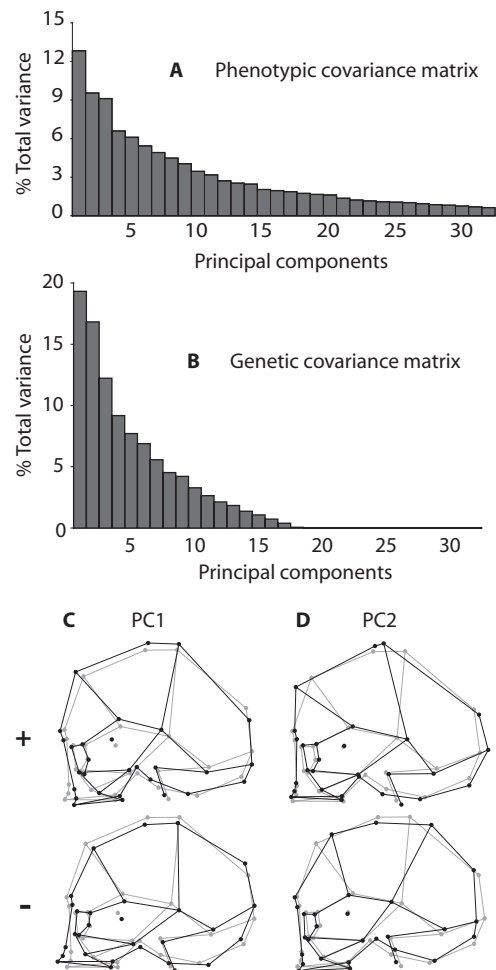 15
12
9
6
3
0
% Total variance
A Phenotypic covariance matrix
5 10 15 20 25 30
Principal components
20
15
10
5
0
% Total variance
B Genetic covariance matrix
5 10 15 20 25 30
Principal components
C PC1 D PC2
+
-